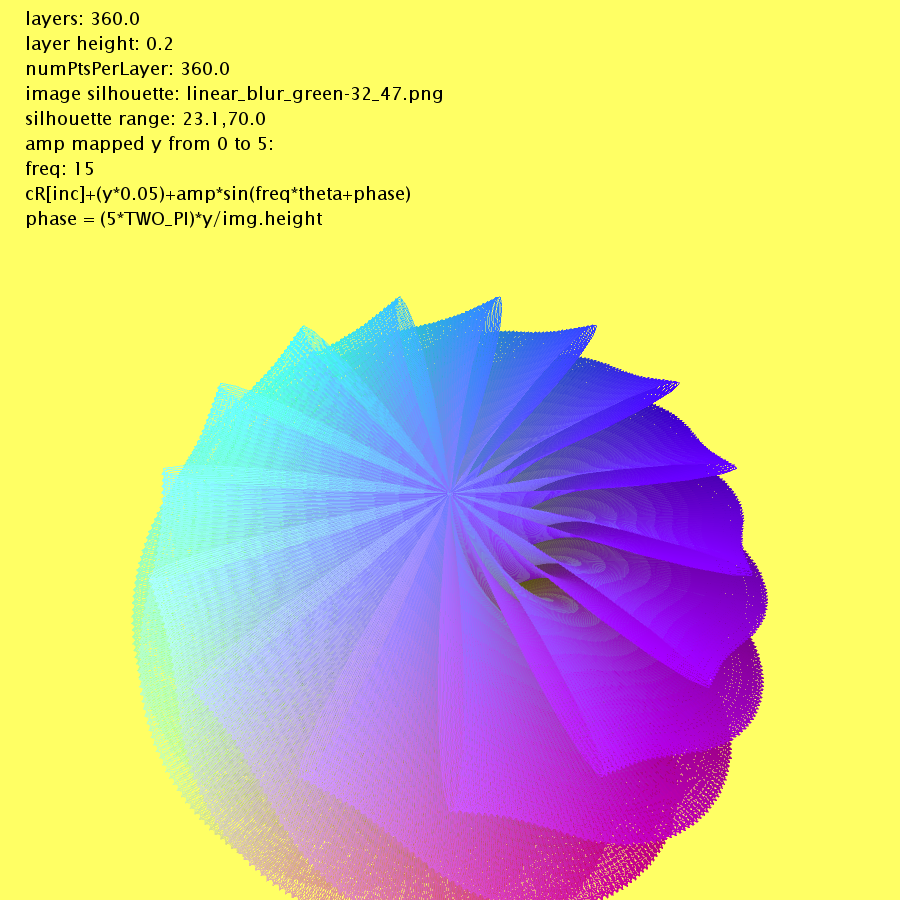 layers: 360.0
layer height: 0.2
numPtsPerLayer: 360.0
image silhouette: linear_blur_green-32_47.png
silhouette range: 23.1,70.0
amp mapped y from 0 to 5:
freq: 15
cR[inc]+(y*0.05)+amp*sin(freq*theta+phase)
phase = (5*TWO_PI)*y/img.height